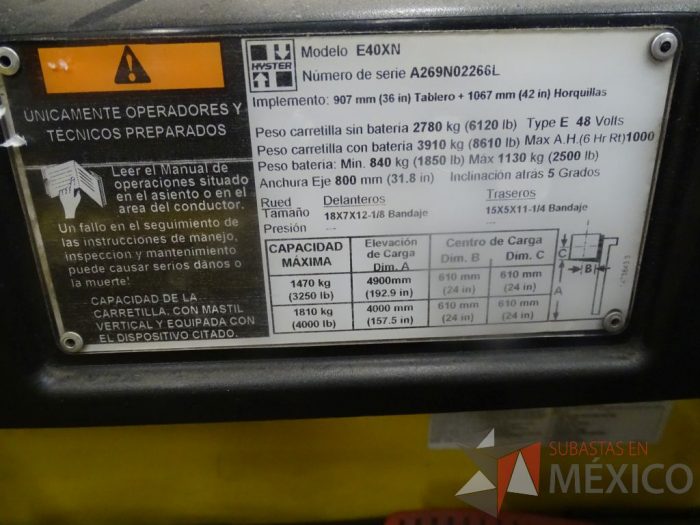 ÚNICAMENTE OPERADORES Y
TÉCNICOS PREPARADOS
Leer el Manual de
operaciones situado
en el asiento o en el
area del conductor.
Un fallo en el seguimiento de
las instrucciones de manejo,
inspeccion y mantenimiento
puede causar serios daños o
la muerte!
CAPACIDAD DE LA
CARRETILLA, CON MASTIL
VERTICAL Y EQUIPADA CON
EL DISPOSITIVO CITADO.
HYSTER
Modelo E40XN
Número de serie A269N02266L
Implemento: 907 mm (36 in) Tablero + 1067 mm (42 in) Horquillas
Peso carretilla sin bateria 2780 kg (6120 lb) Type E 48 Volts
Peso carretilla con bateria 3910 kg (8610 lb) Max A.H.(6 Hr Rt)1000
Peso bateria: Min. 840 kg (1850 lb) Máx 1130 kg (2500 lb)
Anchura Eje 800 mm (31.8 in) Inclinación atrás 5 Grados
Rued Delanteros Traseros
Tamaño 18X7X12-1/8 Bandaje 15X5X11-1/4 Bandaje
Presión --- ---
CAPACIDAD MÁXIMA Elevación de Carga Dim. A Centro de Carga Dim. B Dim. C
1470 kg (3250 lb) 4900mm (192.9 in) 610 mm (24 in) 610 mm (24 in)
1810 kg (4000 lb) 4000 mm (157.5 in) 610 mm (24 in) 610 mm (24 in)
C
B
A
SUBASTAS EN
MÉXICO